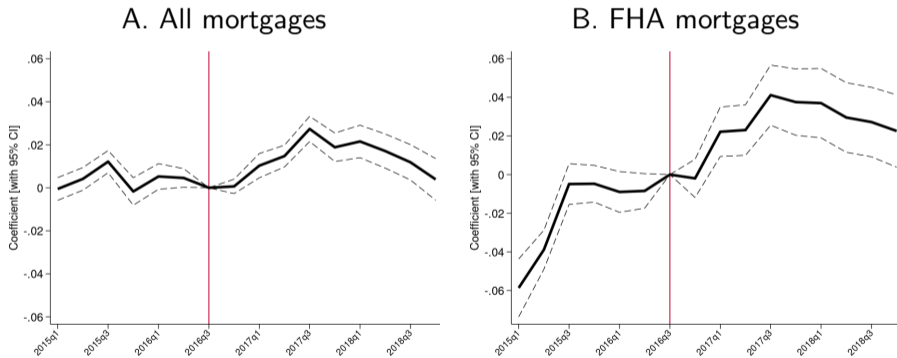 A. All mortgages
Coefficient [with 95% CI]
.06
.04
.02
0
-.02
-.04
-.06
2015q1
2015q3
2016q1
2016q3
2017q1
2017q3
2018q1
2018q3
B. FHA mortgages
Coefficient [with 95% CI]
.06
.04
.02
0
-.02
-.04
-.06
2015q1
2015q3
2016q1
2016q3
2017q1
2017q3
2018q1
2018q3